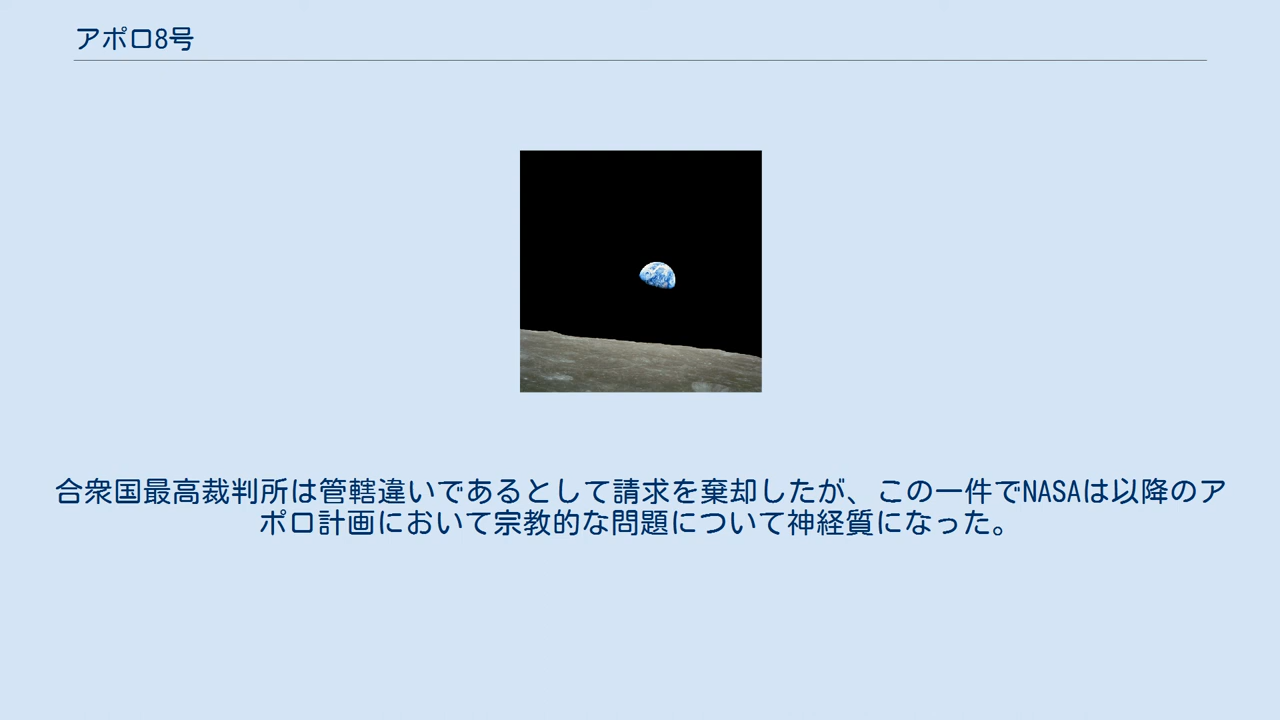 アポロ8号
合衆国最高裁判所は管轄違いであるとして請求を棄却したが、この一件でNASAは以降のア
ポロ計画において宗教的な問題について神経質になった。